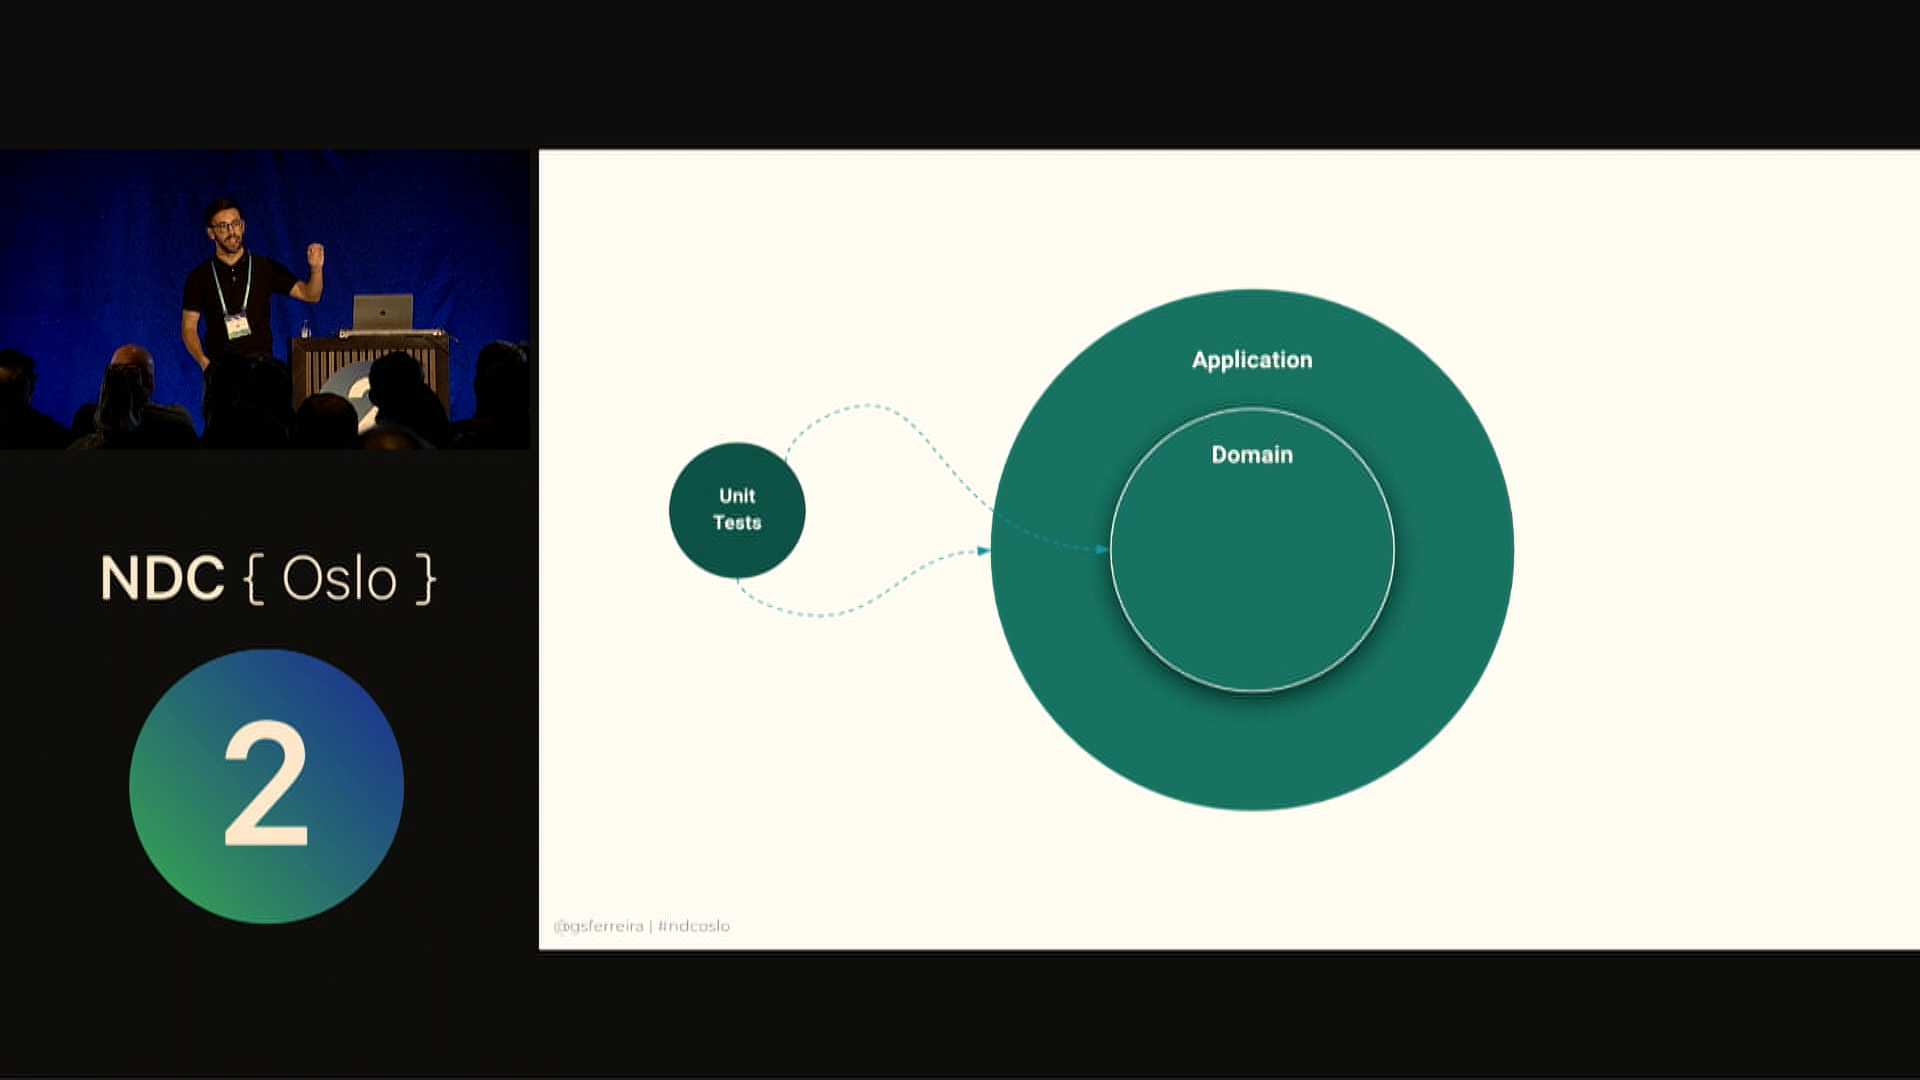 NDC { Oslo }
2
Application
Domain
Unit
Tests
@gsferreira | #ndcoslo